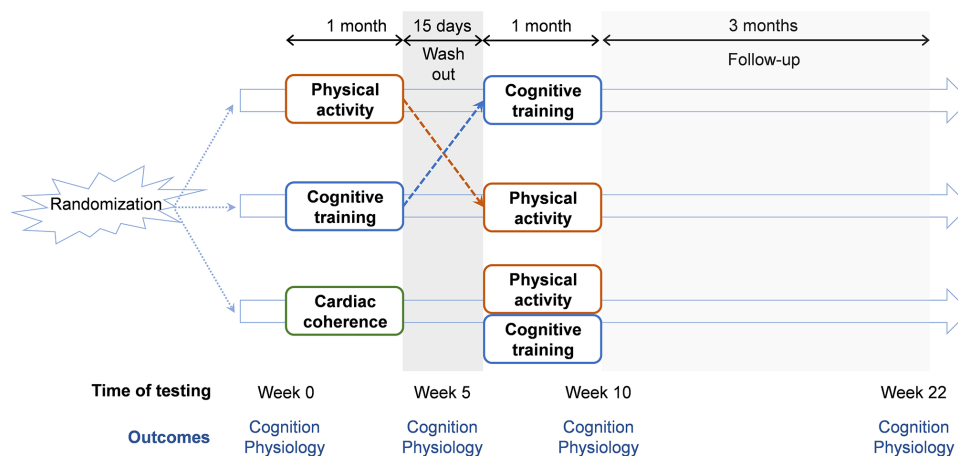 1 month
15 days
1 month
3 months
Wash
out
Follow-up
Physical
activity
Cognitive
training
Randomization
Cognitive
training
Physical
activity
Cardiac
coherence
Physical
activity
Cognitive
training
Time of testing
Week 0
Week 5
Week 10
Week 22
Outcomes
Cognition
Physiology
Cognition
Physiology
Cognition
Physiology
Cognition
Physiology